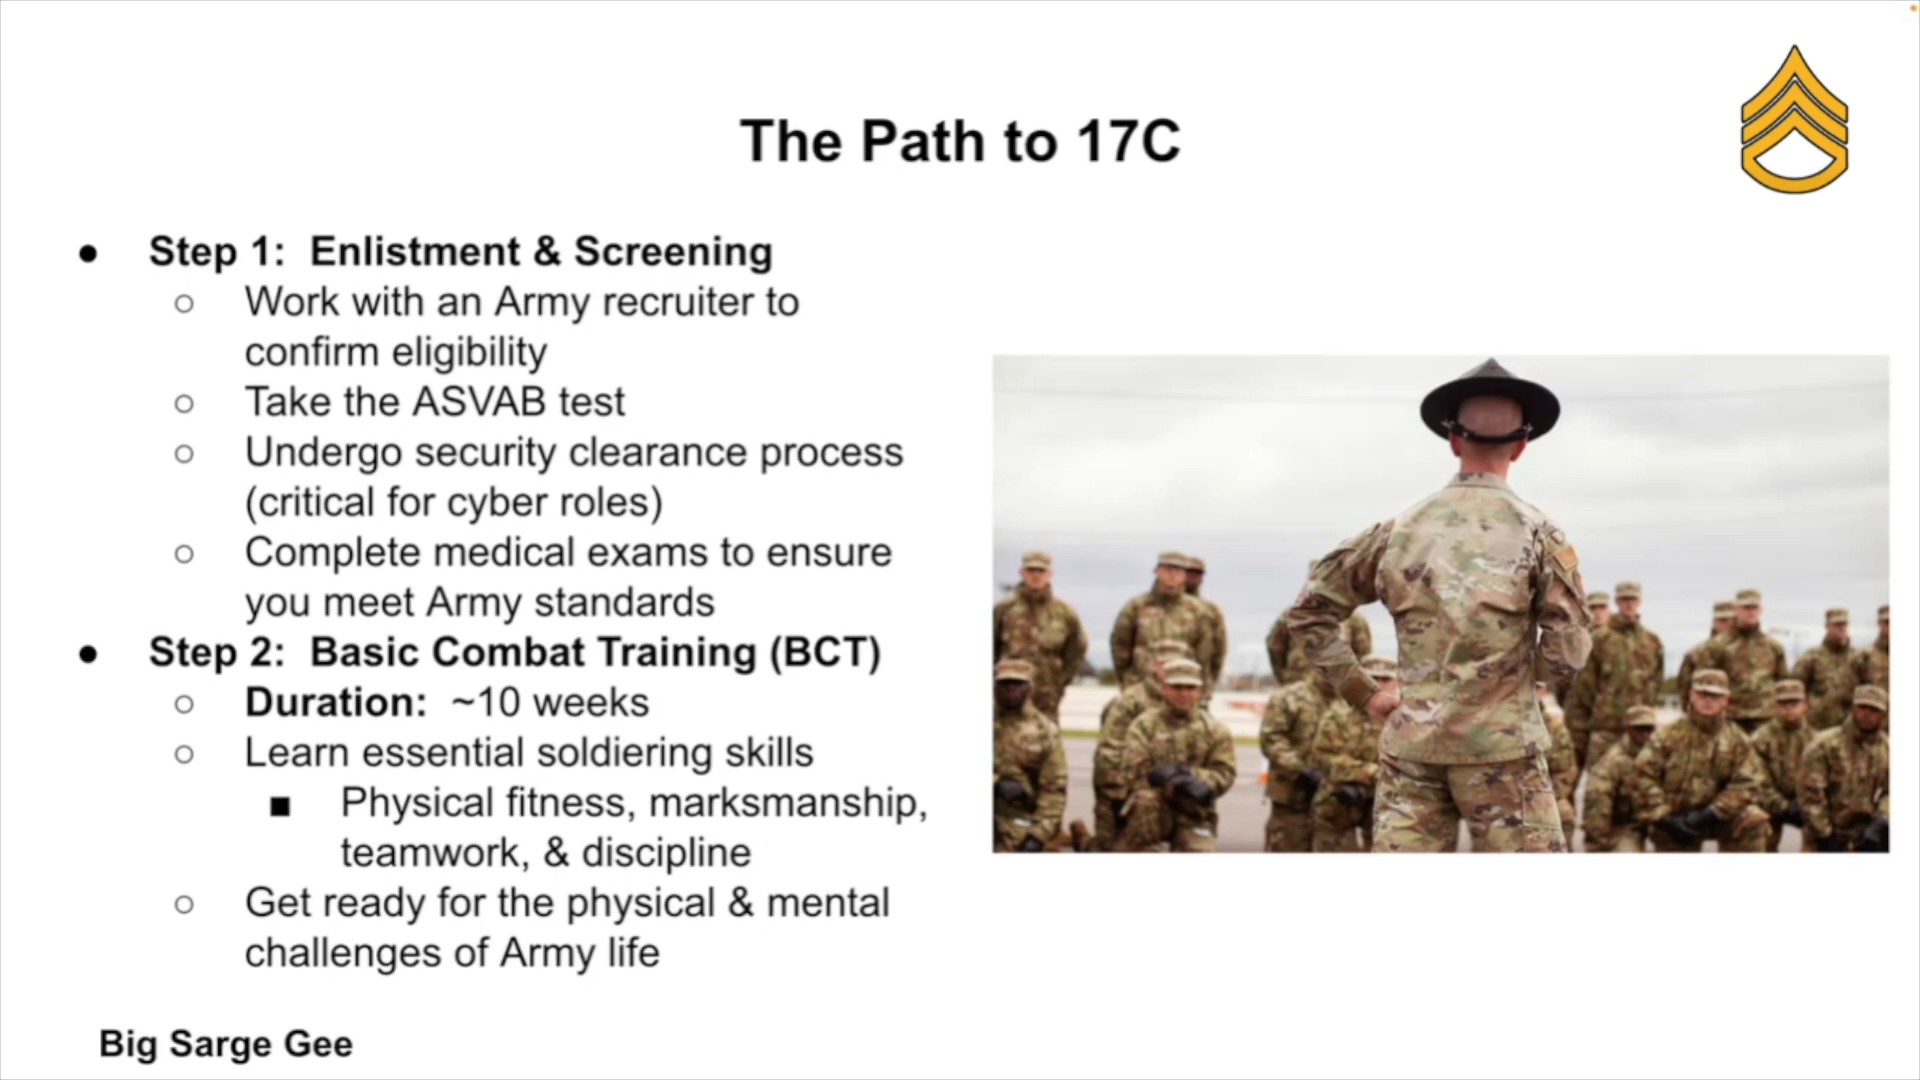 The Path to 17C
● Step 1: Enlistment & Screening
○ Work with an Army recruiter to
confirm eligibility
○ Take the ASVAB test
○ Undergo security clearance process
(critical for cyber roles)
○ Complete medical exams to ensure
you meet Army standards
● Step 2: Basic Combat Training (BCT)
○ Duration: ~10 weeks
○ Learn essential soldiering skills
■ Physical fitness, marksmanship,
teamwork, & discipline
○ Get ready for the physical & mental
challenges of Army life
Big Sarge Gee